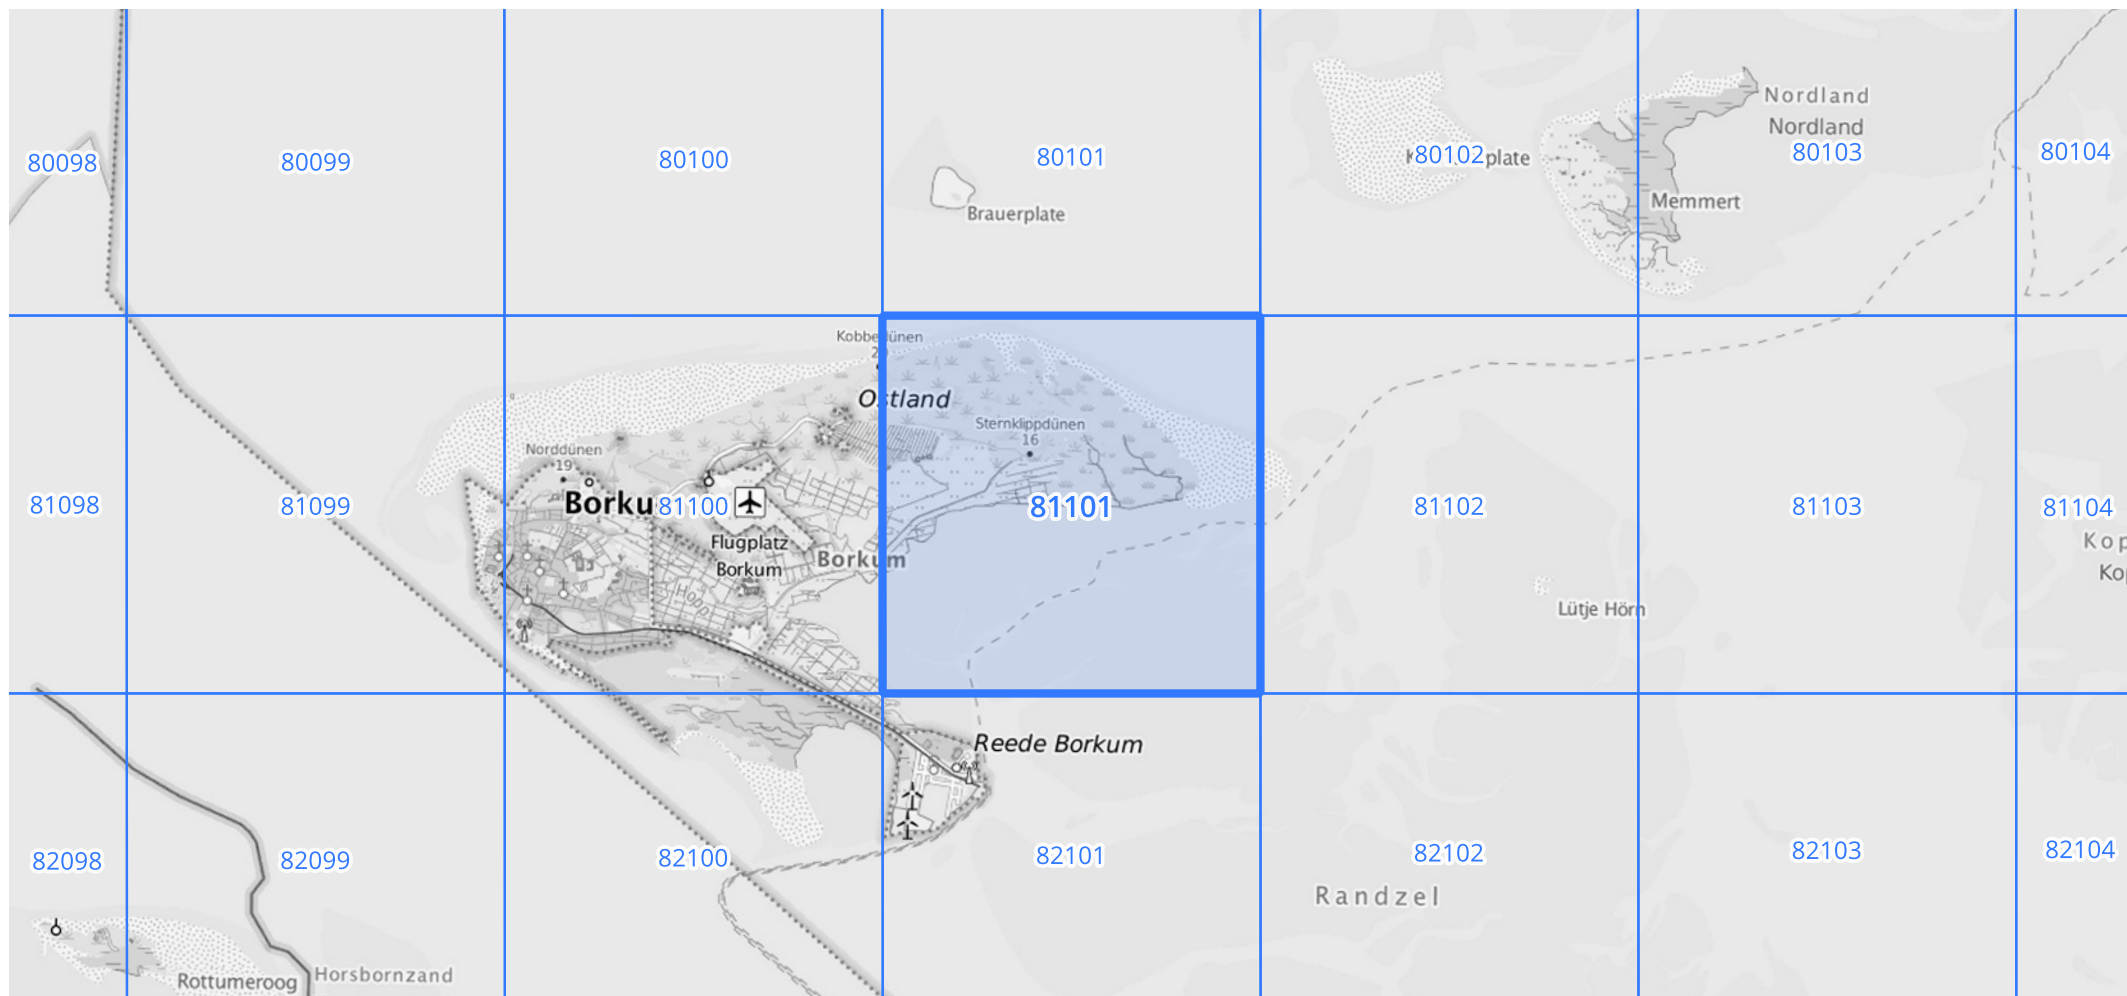 Nordland
Nordland
80098
80099
80100
80101
80102
plate
80103
80104
Memmert
Brauerplate
Ostland
Sternklippdünen
16
Norddünen
19
81098
81099
81100
81101
81102
81103
81104
Flugplatz
Borkum
Borkum
Lütje Hörn
Reede Borkum
82098
82099
82100
82101
82102
82103
82104
Randzel
Rottumeroog
Horsbornzand